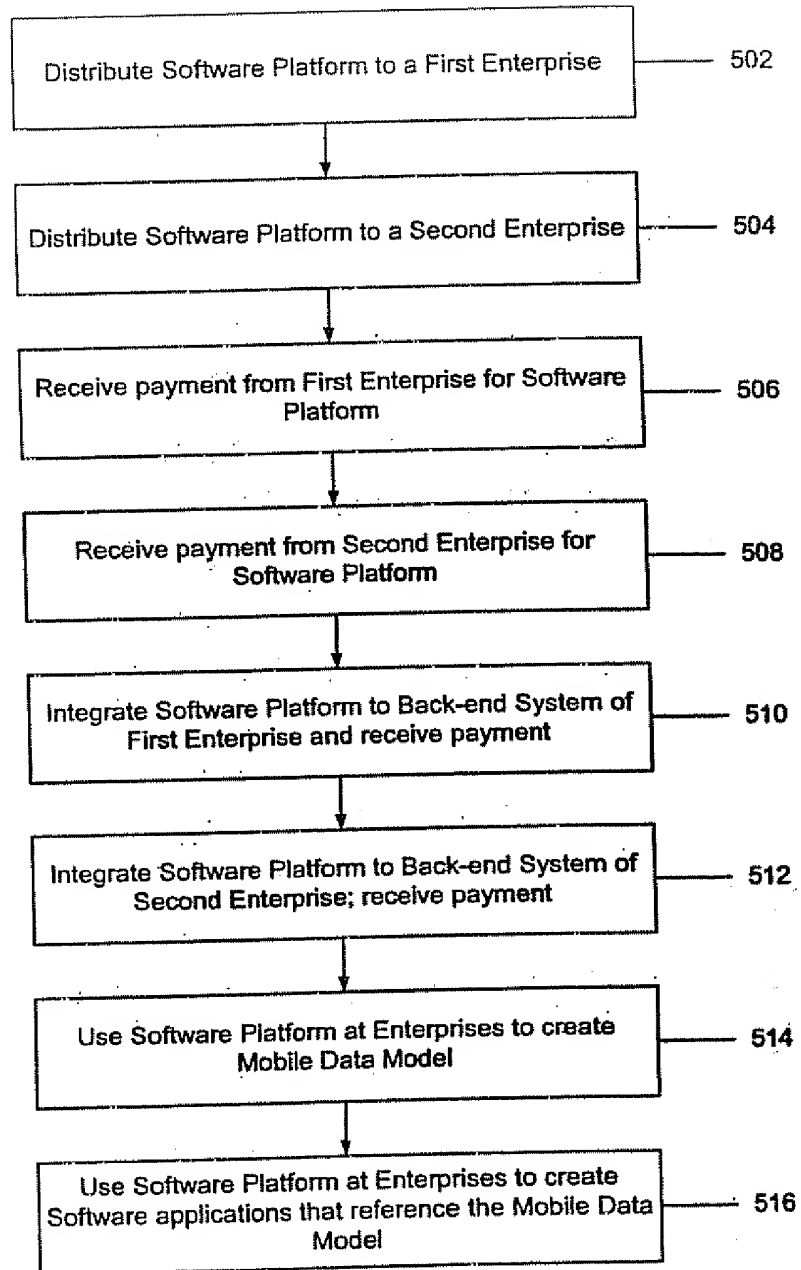 Distribute Software Platform to a First Enterprise
502
Distribute Software Platform to a Second Enterprise
504
Receive payment from First Enterprise for Software
Platform
506
Receive payment from Second Enterprise for
Software Platform
508
Integrate Software Platform to Back-end System of
First Enterprise and receive payment
510
Integrate Software Platform to Back-end System of
Second Enterprise; receive payment
512
Use Software Platform at Enterprises to create
Mobile Data Model
514
Use Software Platform at Enterprises to create
Software applications that reference the Mobile Data
Model
516